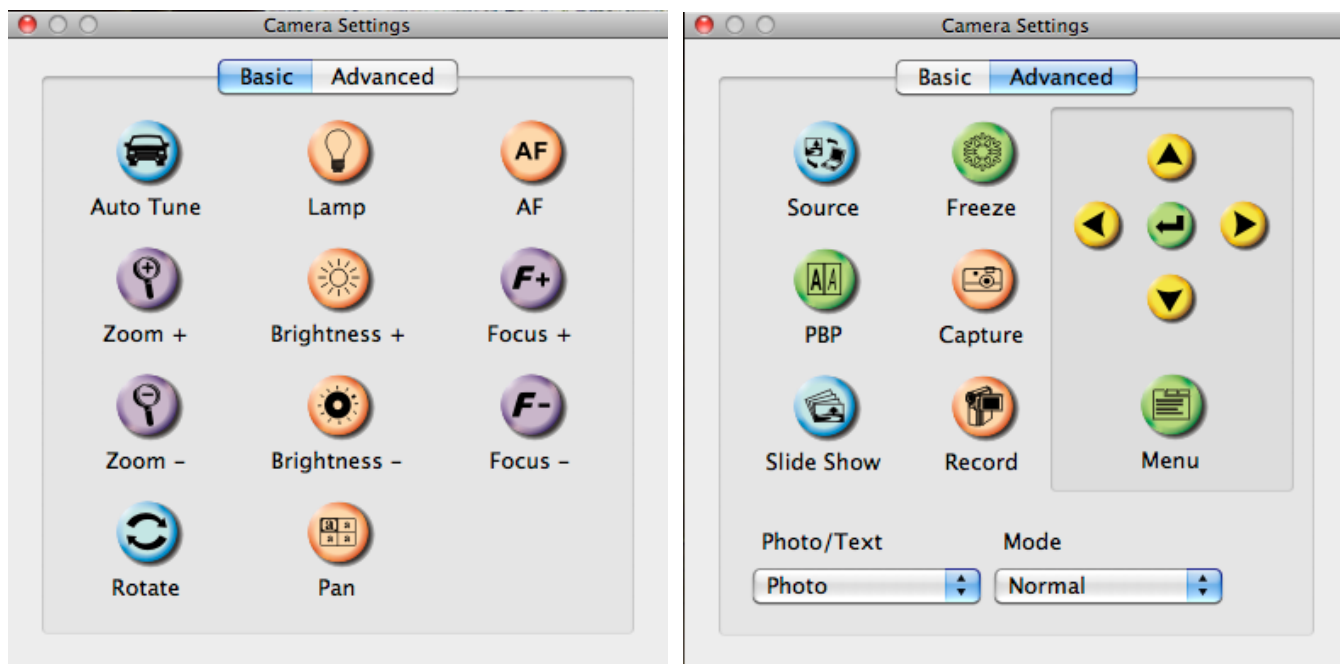 Camera Settings
Basic Advanced
AF
Auto Tune Lamp AF
F+
Zoom + Brightness + Focus +
F-
Zoom – Brightness – Focus –
a a
a a
Rotate Pan
Camera Settings
Basic Advanced
Source Freeze
A A
PBP Capture
Slide Show Record Menu
Photo/Text Mode
Photo Normal